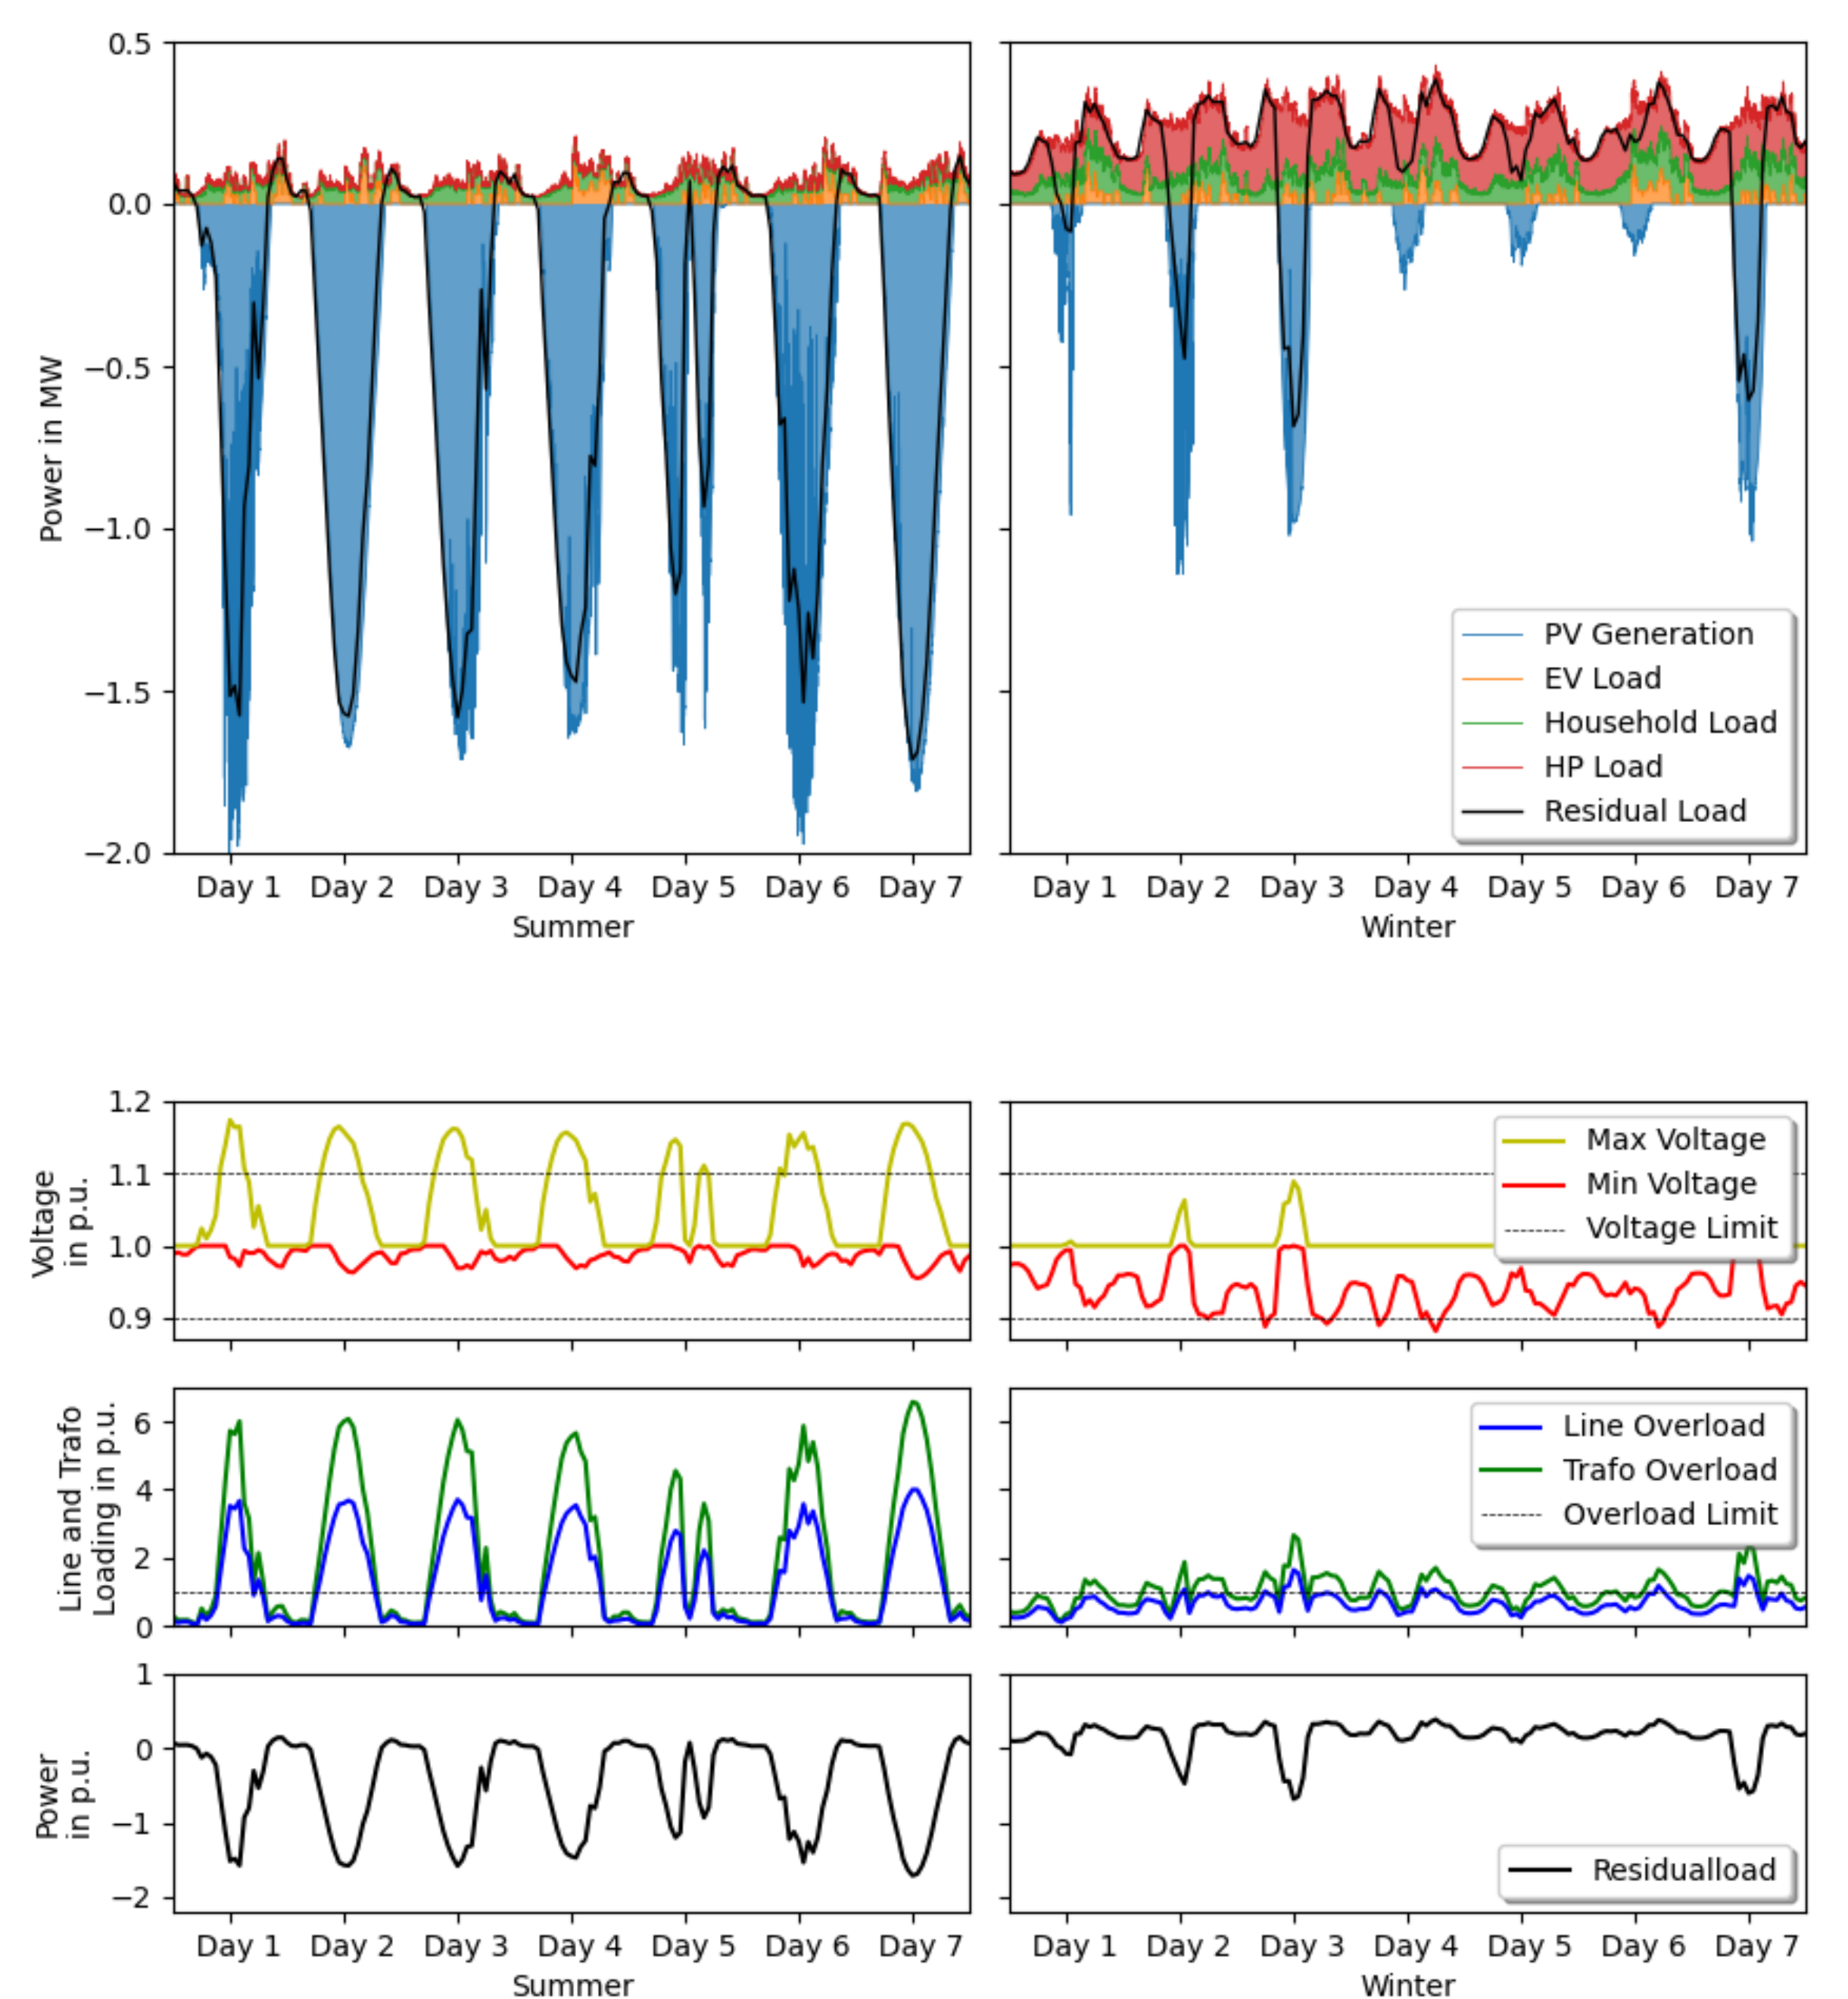 0.5
0.0
−0.5
−1.0
−1.5
−2.0
Power in MW
PV Generation
EV Load
Household Load
HP Load
Residual Load
Day 1 Day 2 Day 3 Day 4 Day 5 Day 6 Day 7
Summer
Day 1 Day 2 Day 3 Day 4 Day 5 Day 6 Day 7
Winter
1.2
1.1
1.0
0.9
Voltage
in p.u.
Max Voltage
Min Voltage
Voltage Limit
6
4
2
0
Line and Trafo
Loading in p.u.
Line Overload
Trafo Overload
Overload Limit
1
0
−1
−2
Power
in p.u.
Residualload
Day 1 Day 2 Day 3 Day 4 Day 5 Day 6 Day 7
Summer
Day 1 Day 2 Day 3 Day 4 Day 5 Day 6 Day 7
Winter